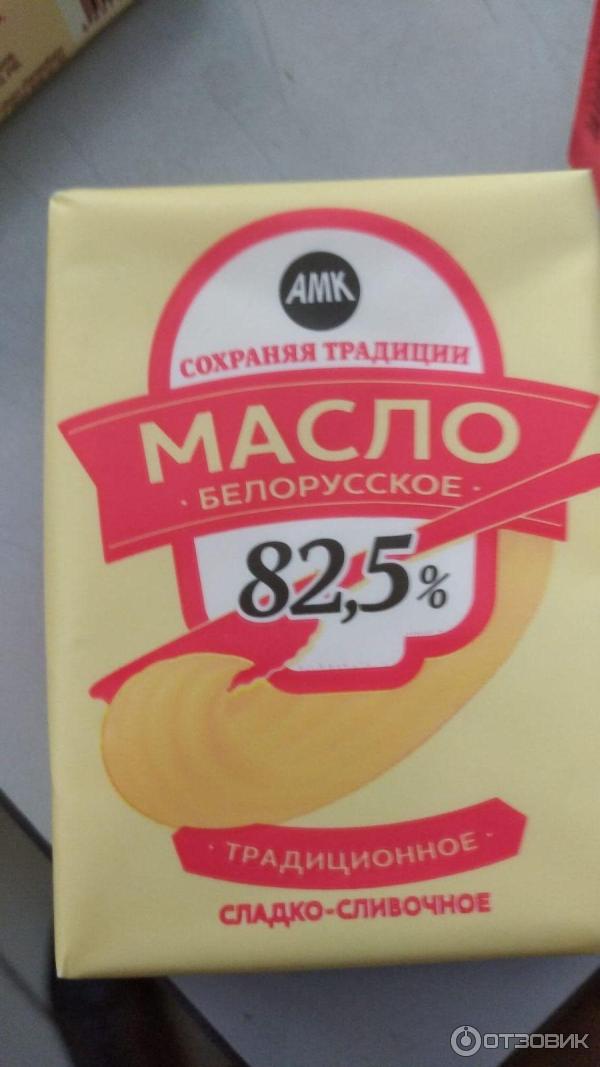 АМК
СОХРАНЯЯ ТРАДИЦИИ
МАСЛО
· БЕЛОРУССКОЕ ·
82,5%
· ТРАДИЦИОННОЕ ·
СЛАДКО-СЛИВОЧНОЕ
ОТЗОВИК